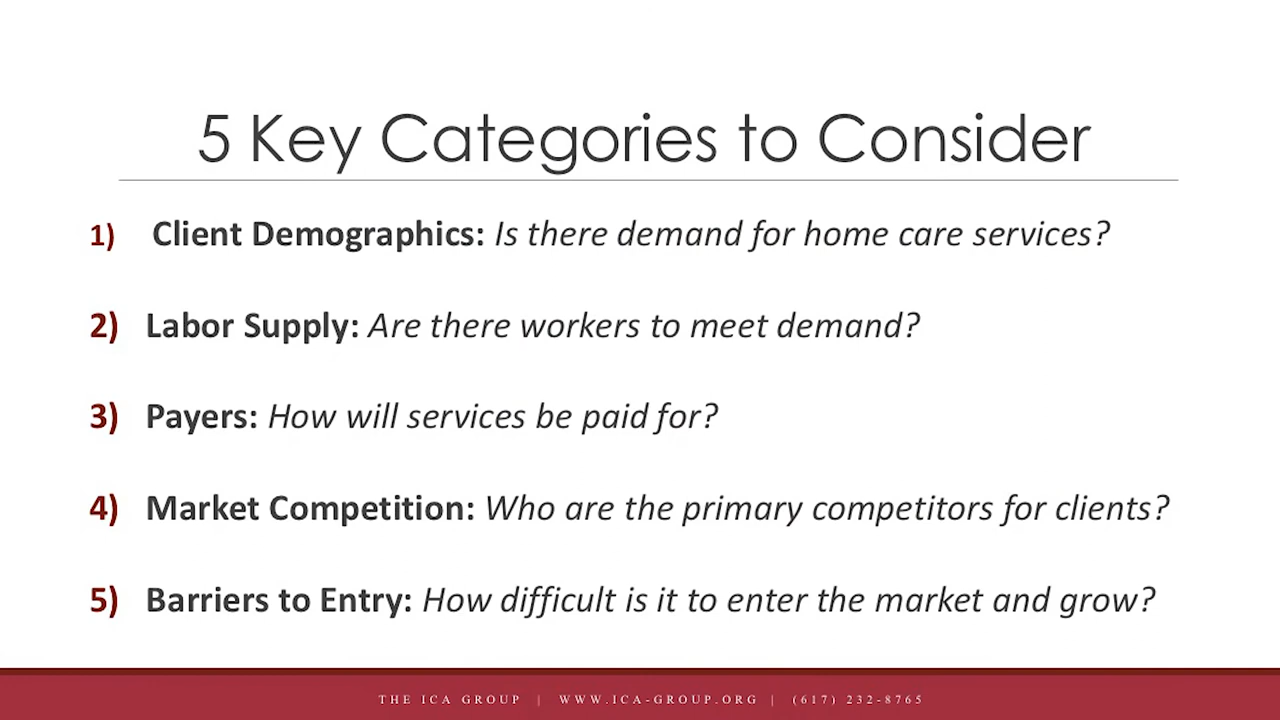 5 Key Categories to Consider
1) Client Demographics: Is there demand for home care services?
2) Labor Supply: Are there workers to meet demand?
3) Payers: How will services be paid for?
4) Market Competition: Who are the primary competitors for clients?
5) Barriers to Entry: How difficult is it to enter the market and grow?
THE ICA GROUP | WWW.ICA-GROUP.ORG | (617) 232-8765